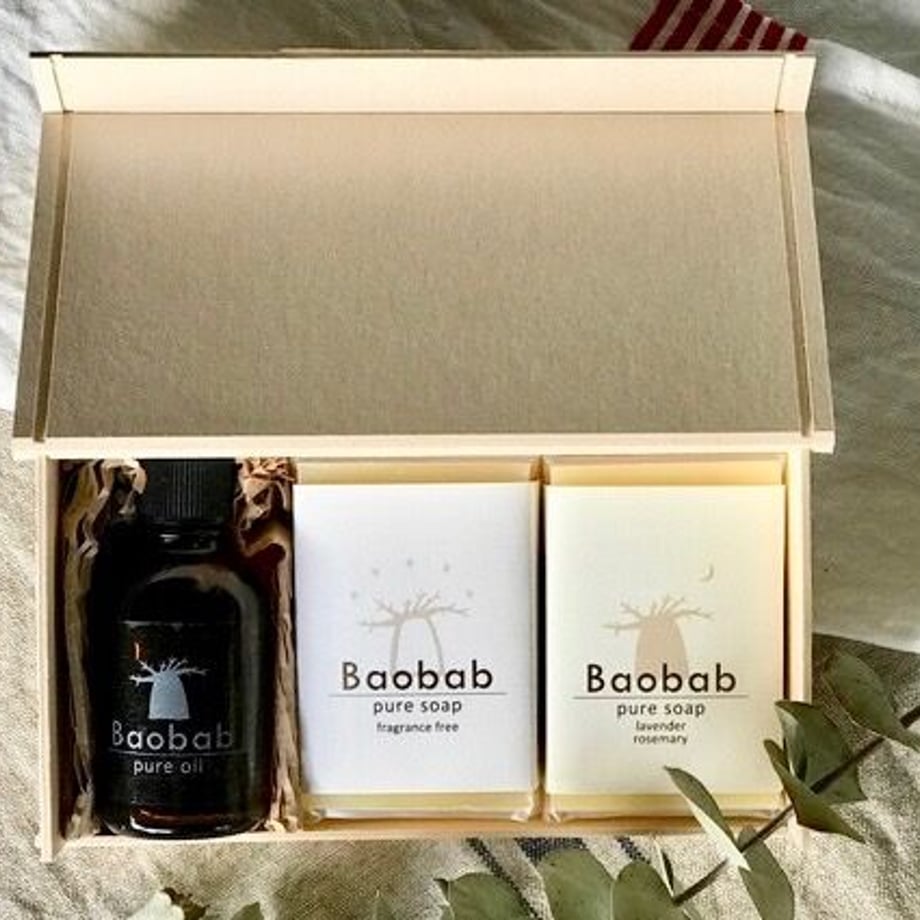 Baobab
pure oil
Baobab
pure soap
fragrance free
Baobab
pure soap
lavender
rosemary